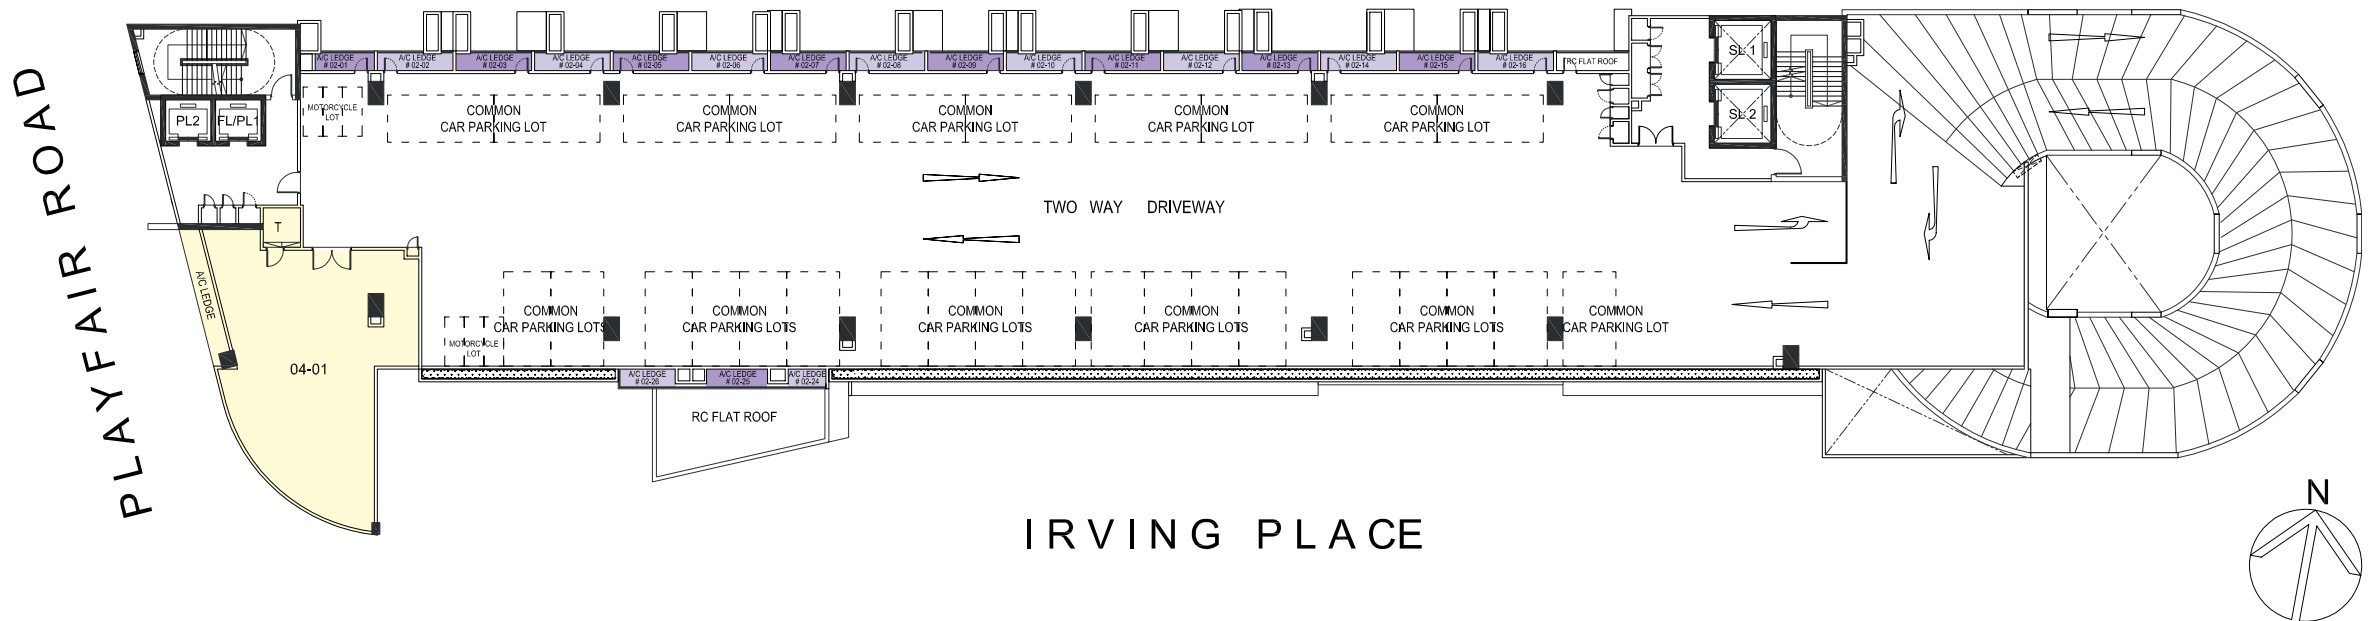 A/C LEDGE
# 02-01
A/C LEDGE
# 02-02
A/C LEDGE
# 02-03
A/C LEDGE
# 02-04
A/C LEDGE
# 02-05
A/C LEDGE
# 02-06
A/C LEDGE
# 02-07
A/C LEDGE
# 02-08
A/C LEDGE
# 02-09
A/C LEDGE
# 02-10
A/C LEDGE
# 02-11
A/C LEDGE
# 02-12
A/C LEDGE
# 02-13
A/C LEDGE
# 02-14
A/C LEDGE
# 02-15
A/C LEDGE
# 02-16
RC FLAT ROOF
SL 1
SL 2
PL2
FL/PL1
MOTORCYCLE
LOT
COMMON
CAR PARKING LOT
COMMON
CAR PARKING LOT
COMMON
CAR PARKING LOT
COMMON
CAR PARKING LOT
COMMON
CAR PARKING LOT
PLAYFAIR ROAD
TWO WAY DRIVEWAY
T
A/C LEDGE
04-01
MOTORCYCLE
LOT
COMMON
CAR PARKING LOTS
COMMON
CAR PARKING LOTS
COMMON
CAR PARKING LOTS
COMMON
CAR PARKING LOTS
COMMON
CAR PARKING LOTS
COMMON
CAR PARKING LOT
A/C LEDGE
# 02-26
A/C LEDGE
# 02-25
A/C LEDGE
# 02-24
RC FLAT ROOF
IRVING PLACE
N